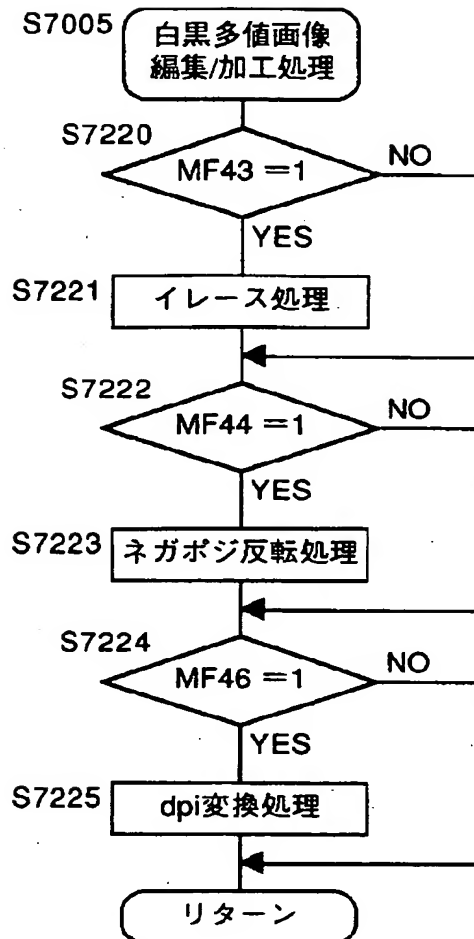 S7005
白黒多値画像
編集/加工処理
S7220
MF43 =1
NO
YES
S7221
イレース処理
S7222
MF44 =1
NO
YES
S7223
ネガポジ反転処理
S7224
MF46 =1
NO
YES
S7225
dpi変換処理
リターン